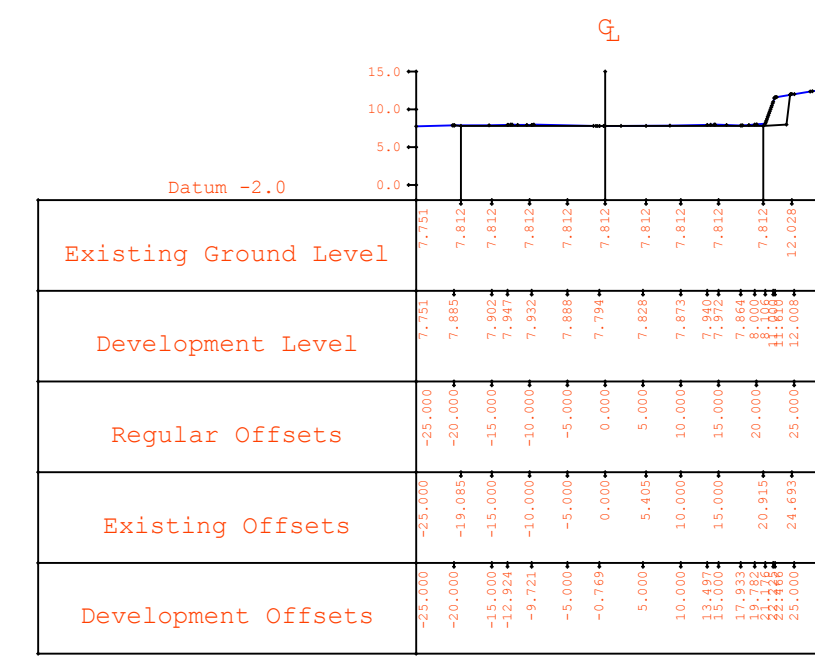 CL
15.0
10.0
5.0
0.0
Datum -2.0
Existing Ground Level
7.751 7.812 7.812 7.812 7.812 7.812 7.812 7.812 7.812 7.812 12.028
Development Level
7.751 7.885 7.902 7.947 7.932 7.888 7.794 7.828 7.873 7.940 7.972 7.864 8.000 12.008
Regular Offsets
-25.000 -20.000 -15.000 -10.000 -5.000 0.000 5.000 10.000 15.000 20.000 25.000
Existing Offsets
-25.000 -19.085 -15.000 -10.000 -5.000 0.000 5.405 10.000 15.000 20.915 24.693
Development Offsets
-25.000 -20.000 -15.000 -12.924 -9.721 -5.000 -0.769 5.000 10.000 13.497 15.000 17.933 19.782 25.000